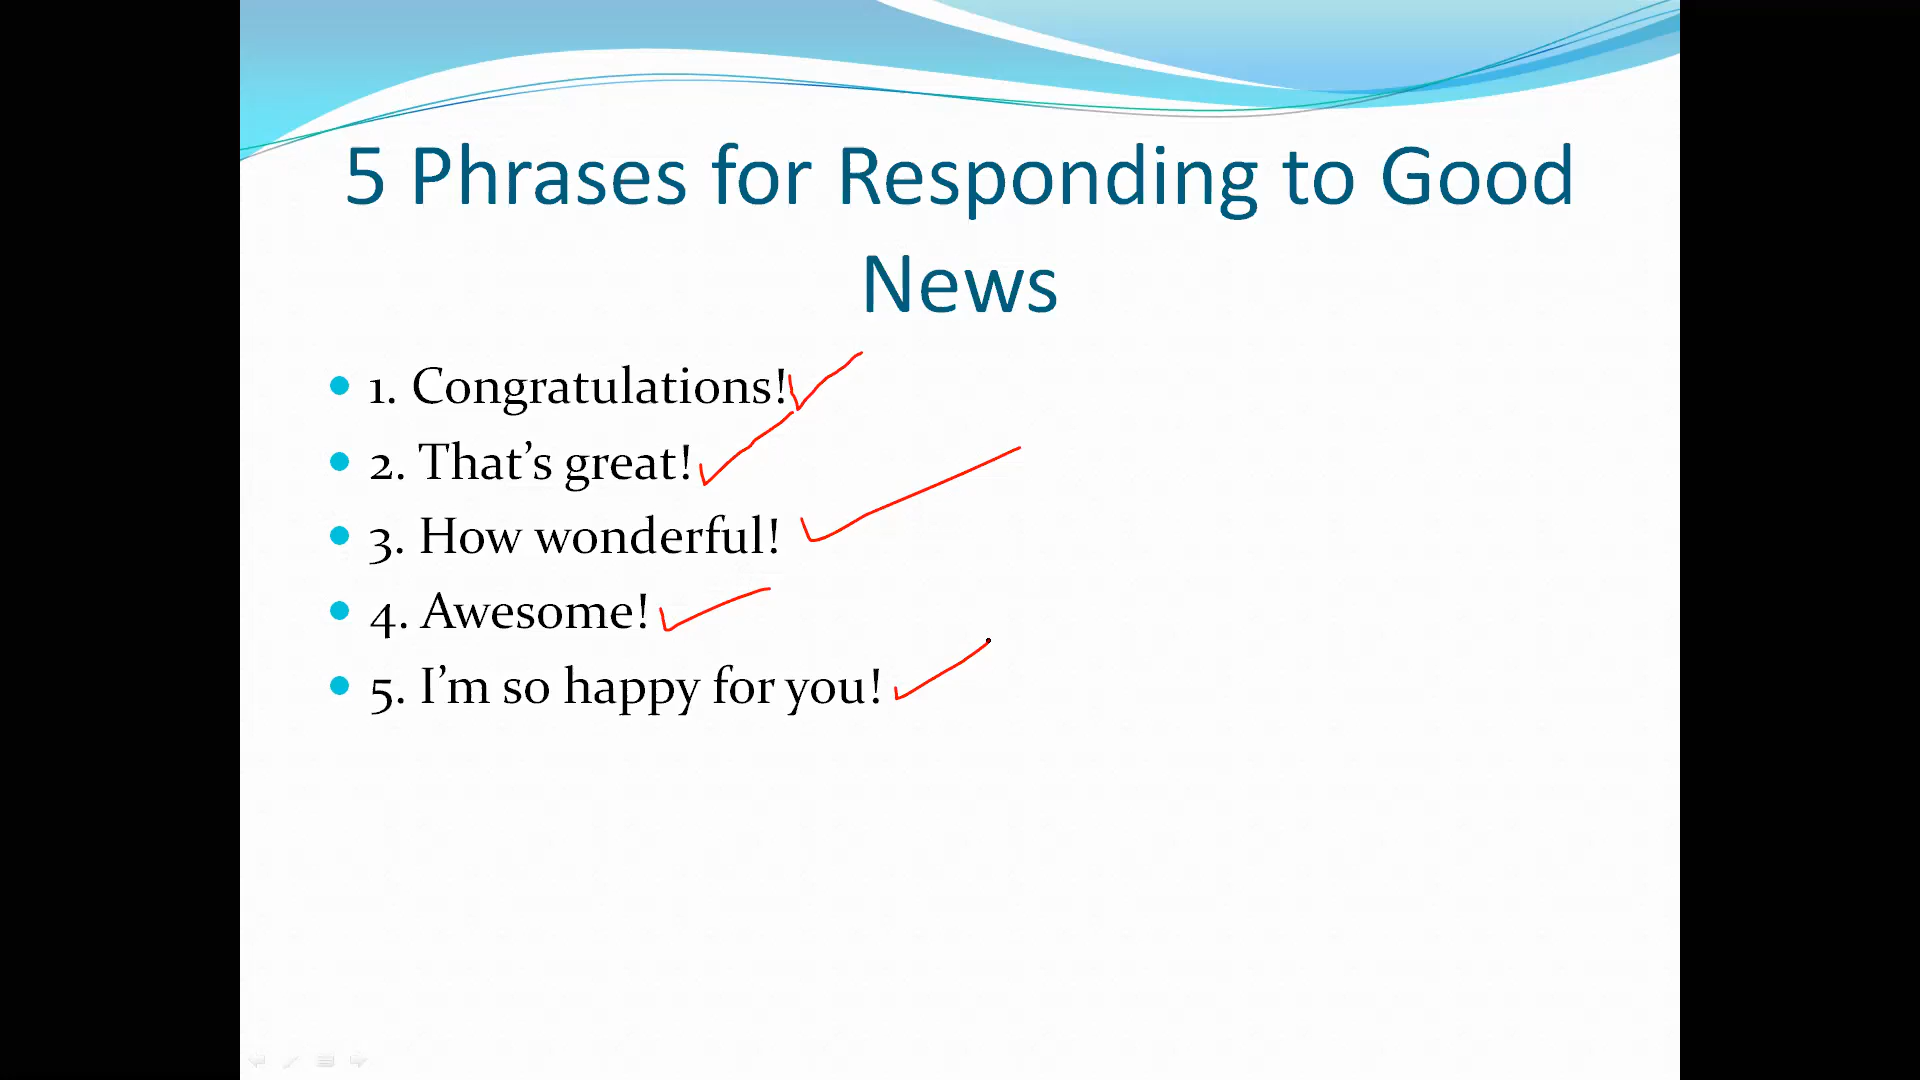 5 Phrases for Responding to Good
News
1. Congratulations!
2. That’s great!
3. How wonderful!
4. Awesome!
5. I’m so happy for you!